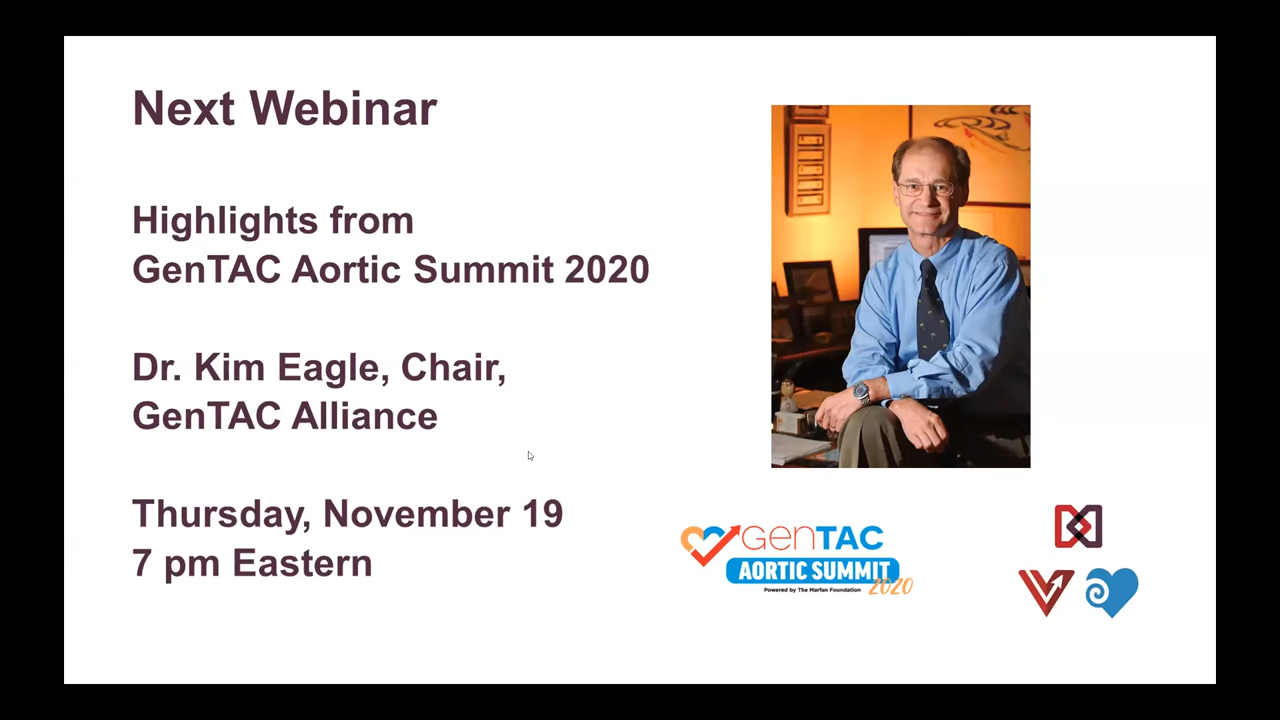 Next Webinar
Highlights from
GenTAC Aortic Summit 2020
Dr. Kim Eagle, Chair,
GenTAC Alliance
Thursday, November 19
7 pm Eastern
GenTAC
AORTIC SUMMIT
2020
Powered by The Marfan Foundation